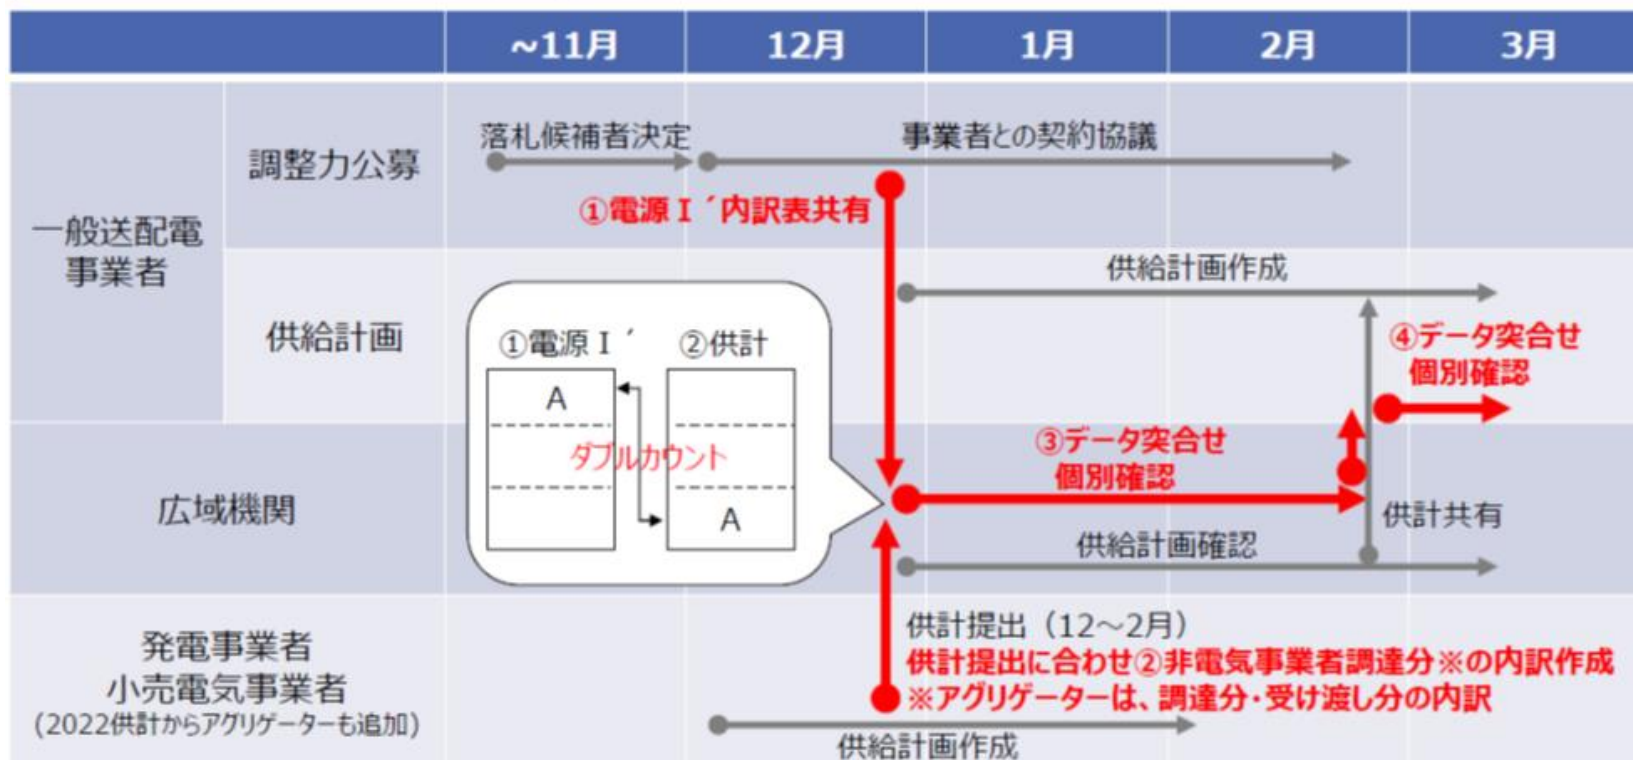 ~11月
12月
1月
2月
3月
一般送配電
事業者
調整力公募
落札候補者決定
事業者との契約協議
①電源Ⅰ´内訳表共有
供給計画
供給計画作成
①電源Ⅰ´
②供計
A
ダブルカウント
A
④データ突合せ
個別確認
広域機関
③データ突合せ
個別確認
供計共有
供給計画確認
発電事業者
小売電気事業者
(2022供計からアグリゲーターも追加)
供計提出（12～2月）
供計提出に合わせ②非電気事業者調達分※の内訳作成
※アグリゲーターは、調達分・受け渡し分の内訳
供給計画作成